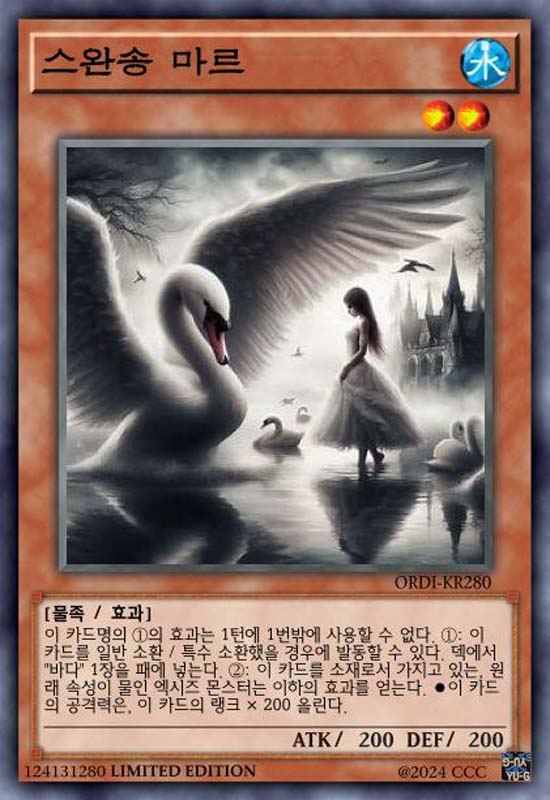 스완송 마르
水
ORDI-KR280
[물족 / 효과]
이 카드명의 ①의 효과는 1턴에 1번밖에 사용할 수 없다. ①: 이
카드를 일반 소환 / 특수 소환했을 경우에 발동할 수 있다. 덱에서
"바다" 1장을 패에 넣는다. ②: 이 카드를 소재로서 가지고 있는, 원
래 속성이 물인 엑시즈 몬스터는 이하의 효과를 얻는다. ●이 카드
의 공격력은, 이 카드의 랭크 × 200 올린다.
ATK/ 200 DEF/ 200
124131280 LIMITED EDITION
@2024 CCC
YU-G